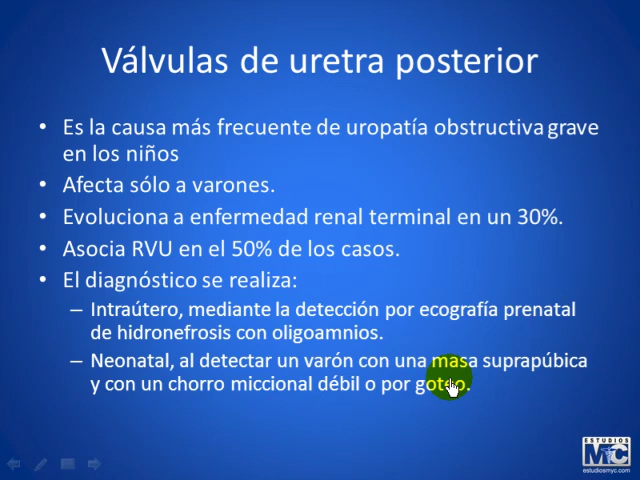 Válvulas de uretra posterior
• Es la causa más frecuente de uropatía obstructiva grave
en los niños
• Afecta sólo a varones.
• Evoluciona a enfermedad renal terminal en un 30%.
• Asocia RVU en el 50% de los casos.
• El diagnóstico se realiza:
– Intraútero, mediante la detección por ecografía prenatal
de hidronefrosis con oligoamnios.
– Neonatal, al detectar un varón con una masa suprapúbica
y con un chorro miccional débil o por goteo.
ESTUDIOS
MyC
estudiosmyc.com